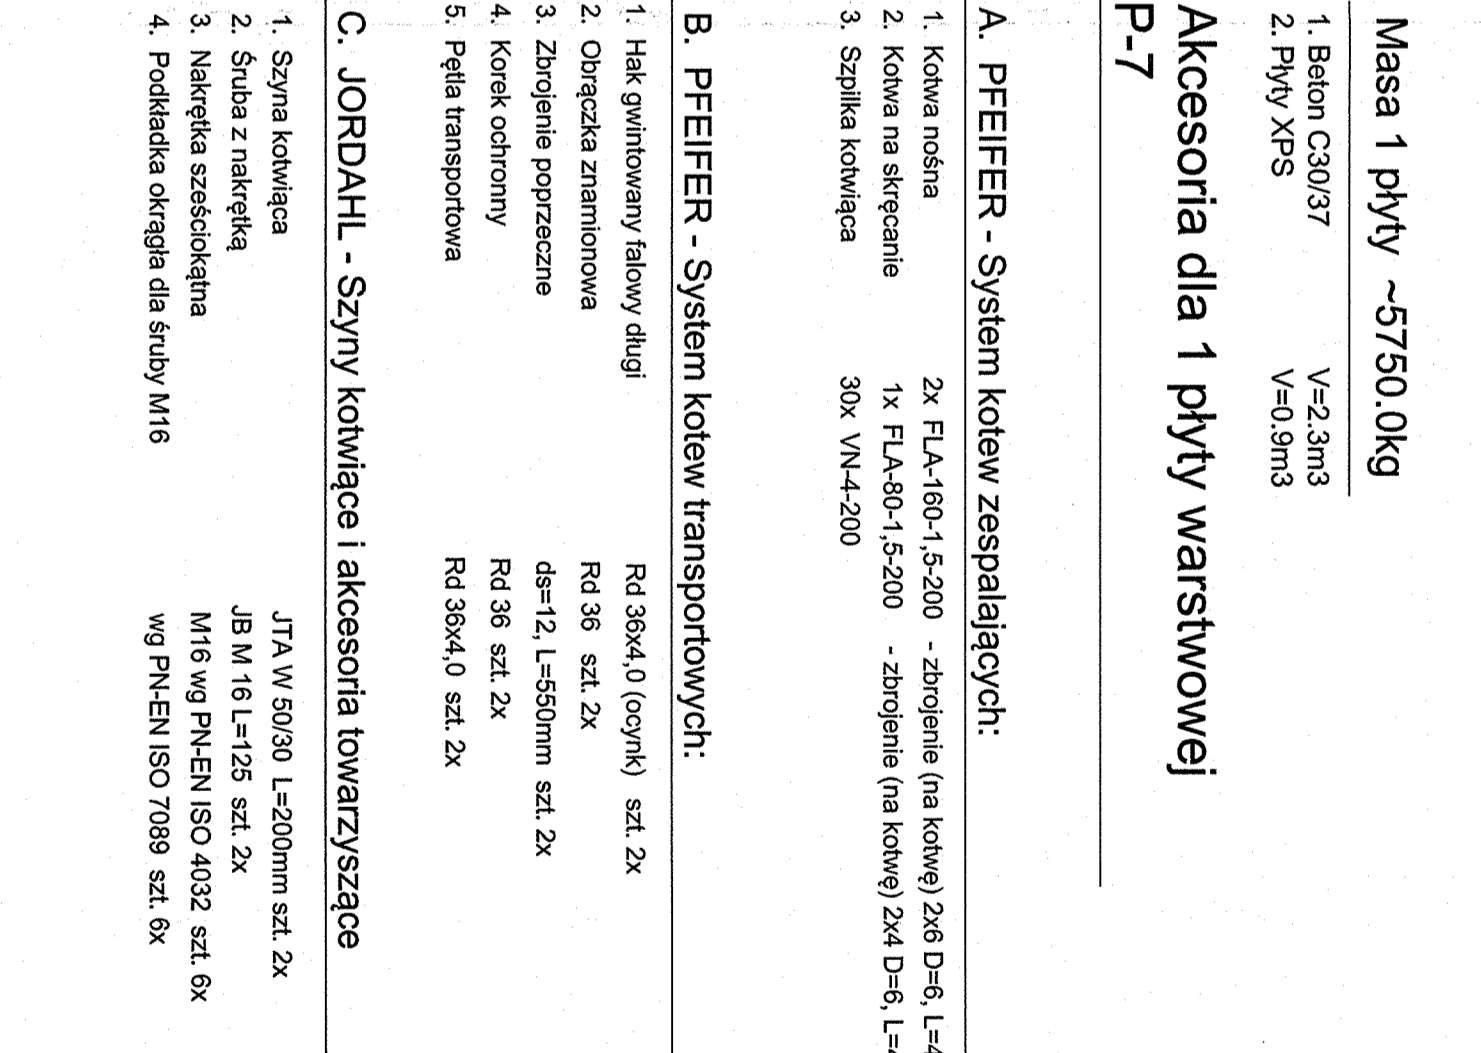 Masa 1 płyty ~5750.0kg
1. Beton C30/37 V=2.3m3
2. Płyty XPS V=0.9m3
Akcesoria dla 1 płyty warstwowej
P-7
A. PFEIFER - System kotew zespalających:
1. Kotwa nośna 2x FLA-160-1,5-200 - zbrojenie (na kotwę) 2x6 D=6, L=4
2. Kotwa na skręcanie 1x FLA-80-1,5-200 - zbrojenie (na kotwę) 2x4 D=6, L=4
3. Szpilka kotwiąca 30x VN-4-200
B. PFEIFER - System kotew transportowych:
1. Hak gwintowany falowy długi Rd 36x4,0 (ocynk) szt. 2x
2. Obrączka znamionowa Rd 36 szt. 2x
3. Zbrojenie poprzeczne ds=12, L=550mm szt. 2x
4. Korek ochronny Rd 36 szt. 2x
5. Pętla transportowa Rd 36x4,0 szt. 2x
C. JORDAHL - Szyny kotwiące i akcesoria towarzyszące
1. Szyna kotwiąca JTA W 50/30 L=200mm szt. 2x
2. Śruba z nakrętką JB M 16 L=125 szt. 2x
3. Nakrętka sześciokątna M16 wg PN-EN ISO 4032 szt. 6x
4. Podkładka okrągła dla śruby M16 wg PN-EN ISO 7089 szt. 6x